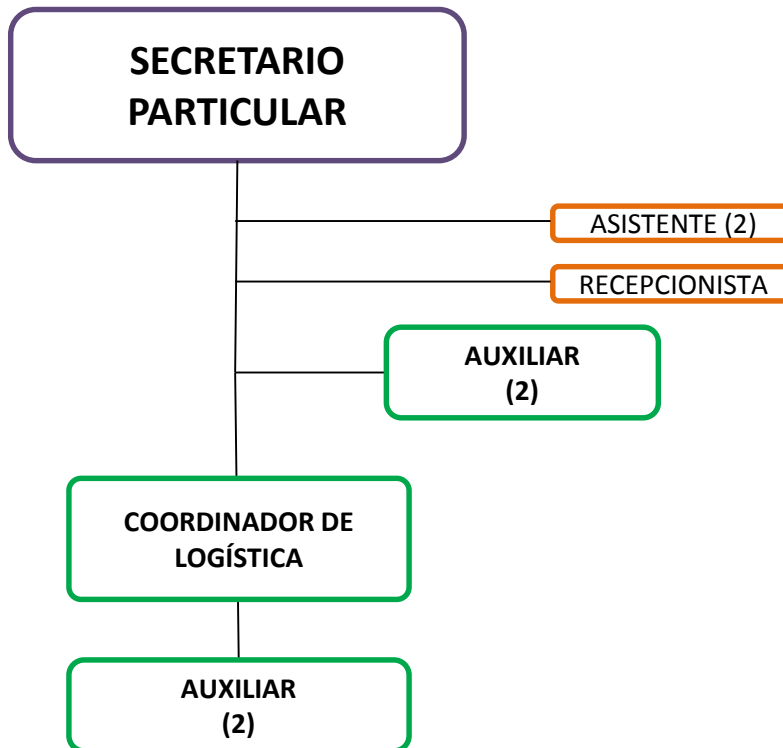 SECRETARIO
PARTICULAR
ASISTENTE (2)
RECEPCIONISTA
AUXILIAR
(2)
COORDINADOR DE
LOGÍSTICA
AUXILIAR
(2)